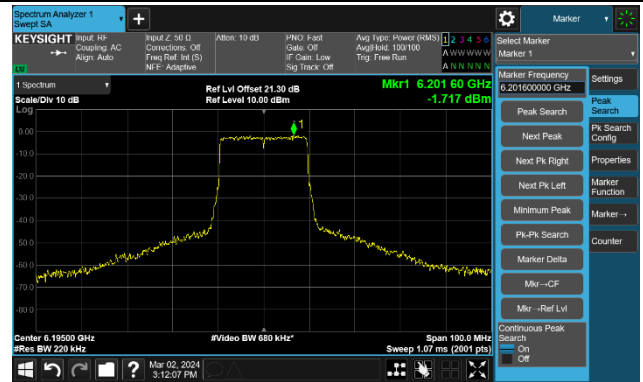 Spectrum Analyzer 1
Swept SA
Marker
KEYSIGHT
Input: RF
Coupling: AC
Align: Auto
Input Z: 50 Ω
Corrections: Off
Freq Ref: Int (S)
NFE: Adaptive
Atten: 10 dB
PNO: Fast
Gate: Off
IF Gain: Low
Sig Track: Off
Avg Type: Power (RMS)
Avg|Hold: 100/100
Trig: Free Run
1 2 3 4 5 6
A W W W W W
A N N N N N
LV
1 Spectrum
Scale/Div 10 dB
Ref Lvl Offset 21.30 dB
Ref Level 10.00 dBm
Mkr1 6.201 60 GHz
-1.717 dBm
Log
1
0.00
-10.0
-20.0
-30.0
-40.0
-50.0
-60.0
-70.0
-80.0
Center 6.19500 GHz
#Res BW 220 kHz
#Video BW 680 kHz*
Span 100.0 MHz
Sweep 1.07 ms (2001 pts)
Select Marker
Marker 1
Marker Frequency
6.201600000 GHz
Peak Search
Next Peak
Next Pk Right
Next Pk Left
Minimum Peak
Pk-Pk Search
Marker Delta
Mkr→CF
Mkr→Ref Lvl
Continuous Peak
Search
On
Off
Settings
Peak
Search
Pk Search
Config
Properties
Marker
Function
Marker→
Counter
?
Mar 02, 2024
3:12:07 PM